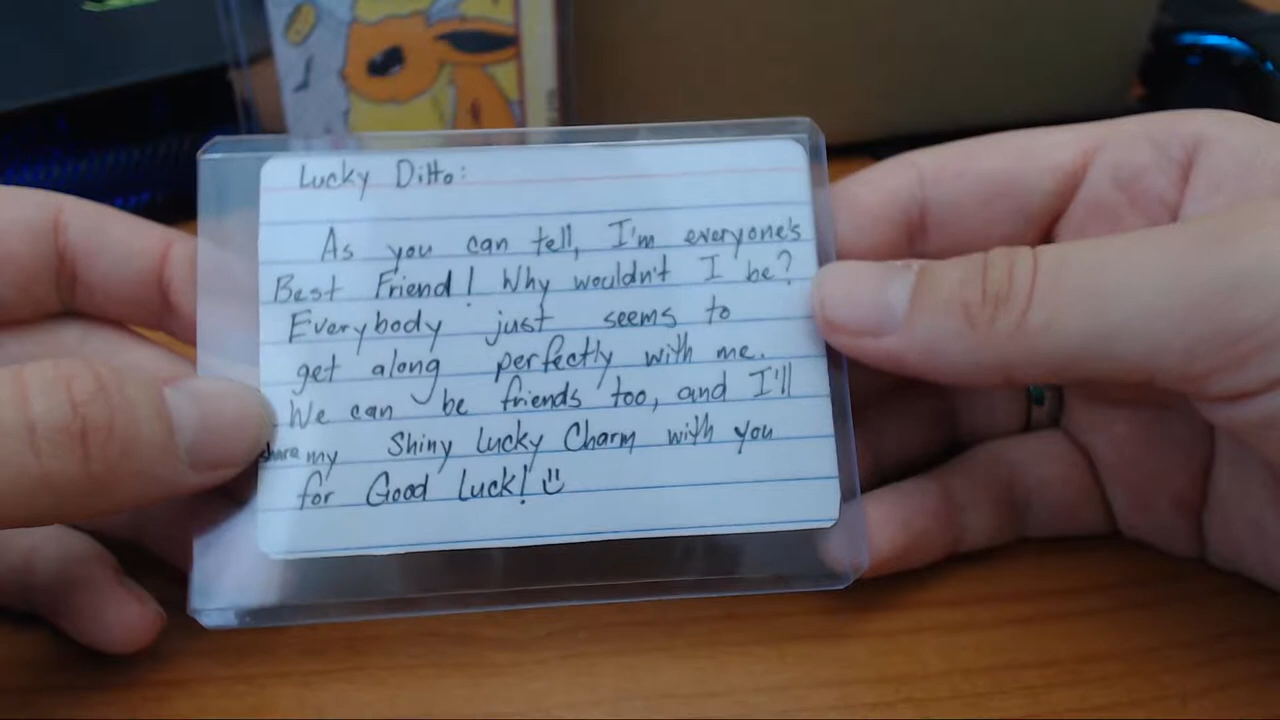 Lucky Ditto:
As you can tell, I'm everyone's
Best Friend! Why wouldn't I be?
Everybody just seems to
get along perfectly with me.
We can be friends too, and I'll
share my Shiny Lucky Charm with you
for Good Luck! :)